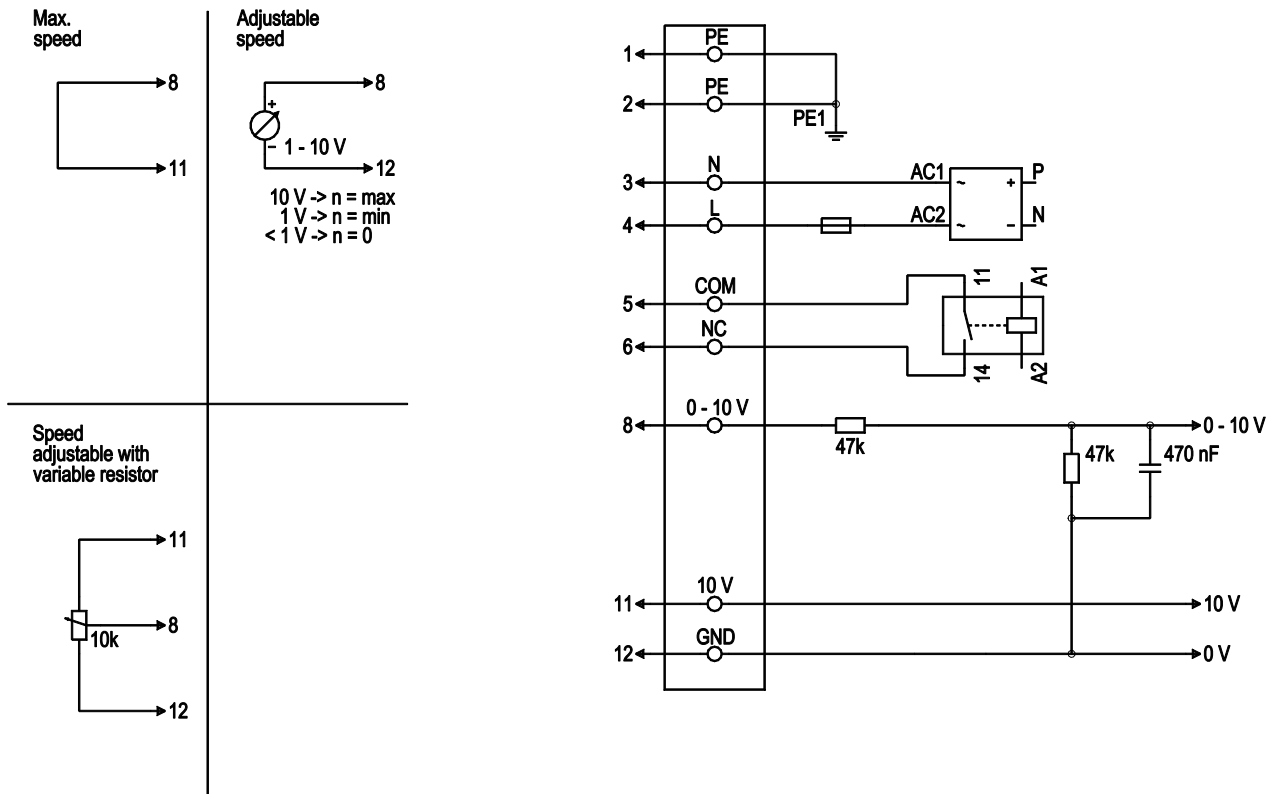 Max.
speed
8
11
Adjustable
speed
8
+
− 1 - 10 V
12
10 V -> n = max
1 V -> n = min
< 1 V -> n = 0
Speed
adjustable with
variable resistor
11
8
10k
12
1 PE
2 PE
PE1
3 N AC1 ~ + P
4 L AC2 ~ − N
5 COM 11 A1
6 NC 14 A2
8 0 - 10 V 0 - 10 V
47k 47k 470 nF
11 10 V 10 V
12 GND 0 V